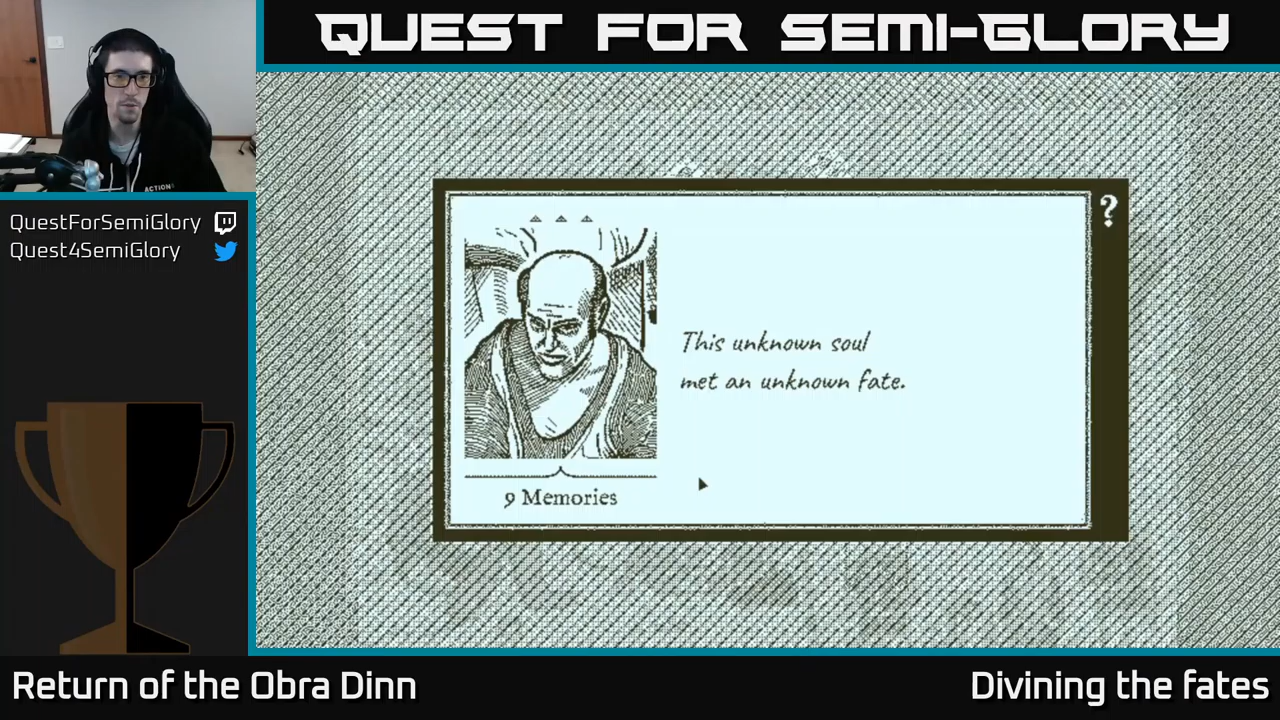 QUEST FOR SEMI-GLORY
ACTION
QuestForSemiGlory
Quest4SemiGlory
?
This unknown soul
met an unknown fate.
9 Memories
Return of the Obra Dinn
Divining the fates